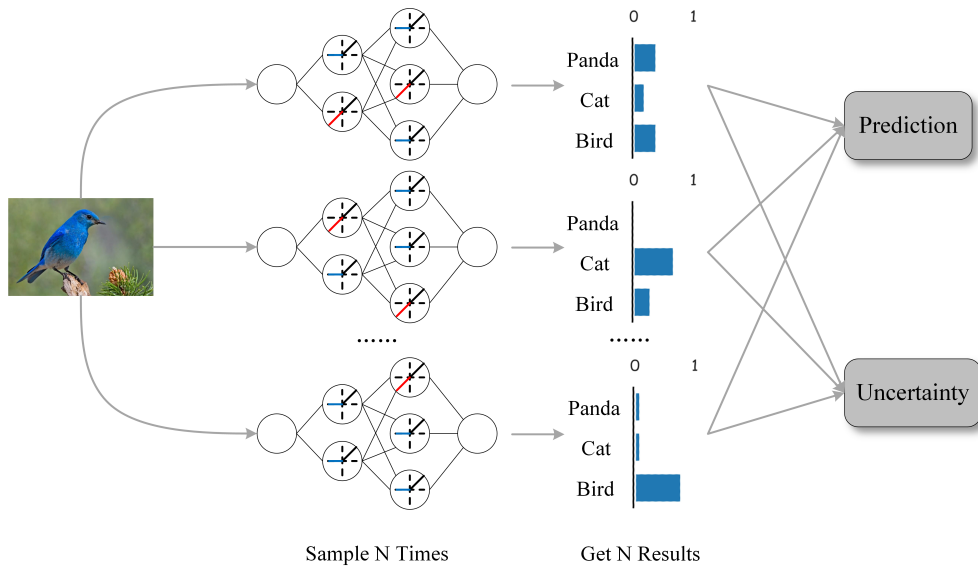 0 1
Panda
Cat
Bird
Prediction
0 1
Panda
Cat
Bird
......
......
0 1
Panda
Cat
Bird
Uncertainty
Sample N Times
Get N Results